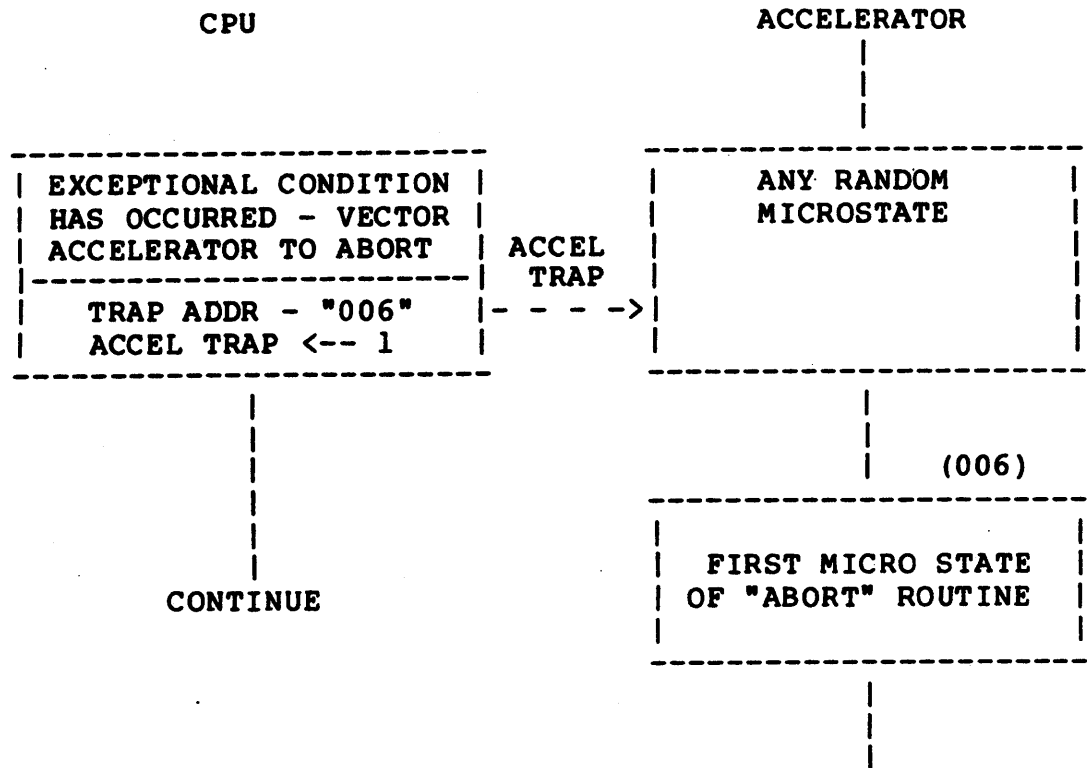 CPU
ACCELERATOR
EXCEPTIONAL CONDITION
HAS OCCURRED - VECTOR
ACCELERATOR TO ABORT
TRAP ADDR - "006"
ACCEL TRAP <-- 1
ACCEL
TRAP
ANY RANDOM
MICROSTATE
(006)
FIRST MICRO STATE
OF "ABORT" ROUTINE
CONTINUE